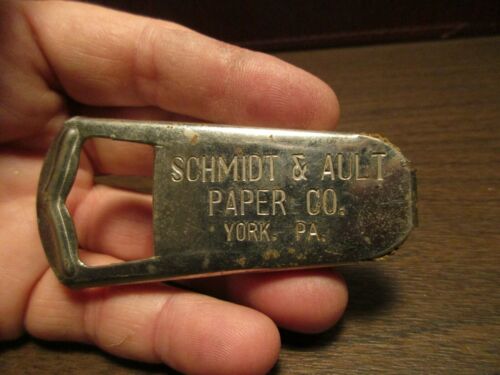 SCHMIDT & AULT
PAPER CO.
YORK. PA.